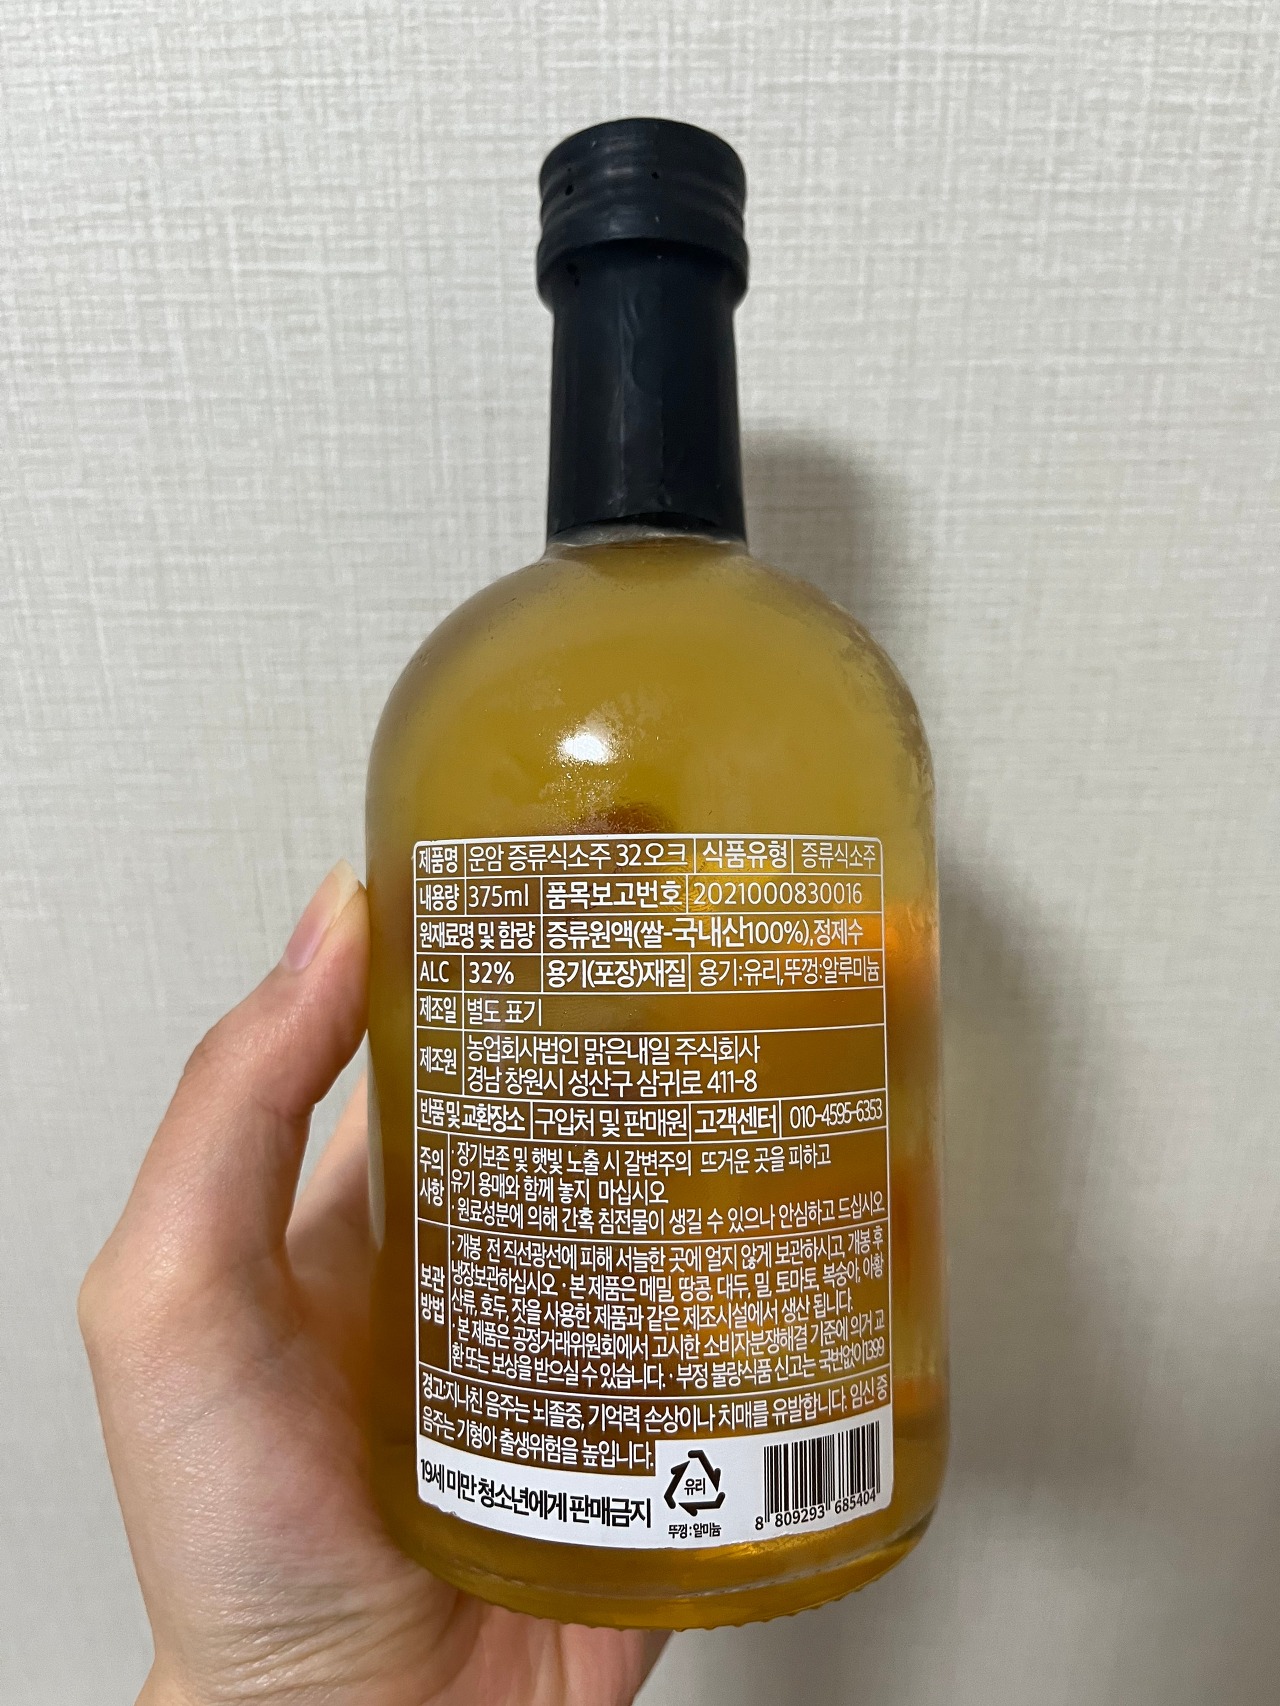 제품명 운암 증류식소주 32오크 식품유형 증류식소주
내용량 375ml 품목보고번호 2021000830016
원재료명 및 함량 증류원액(쌀-국내산100%),정제수
ALC 32% 용기(포장)재질 용기:유리,뚜껑:알루미늄
제조일 별도 표기
제조원 농업회사법인 맑은내일 주식회사
경남 창원시 성산구 삼귀로 411-8
반품 및 교환장소 구입처 및 판매원 고객센터 010-4595-6353
주의사항 · 장기보존 및 햇빛 노출 시 갈변주의 뜨거운 곳을 피하고
유기 용매와 함께 놓지 마십시오
· 원료성분에 의해 간혹 침전물이 생길 수 있으나 안심하고 드십시오
보관방법 · 개봉 전 직선광선에 피해 서늘한 곳에 얼지 않게 보관하시고, 개봉 후
냉장보관하십시오 · 본 제품은 메밀, 땅콩, 대두, 밀, 토마토, 복숭아, 아황
산류, 호두, 잣을 사용한 제품과 같은 제조시설에서 생산 됩니다.
· 본 제품은 공정거래위원회에서 고시한 소비자분쟁해결 기준에 의거 교
환 또는 보상을 받으실 수 있습니다. · 부정 불량식품 신고는 국번없이1399
경고:지나친 음주는 뇌졸중, 기억력 손상이나 치매를 유발합니다. 임신 중
음주는 기형아 출생위험을 높입니다.
19세 미만 청소년에게 판매금지
유리
뚜껑:알미늄
8 809293 685404